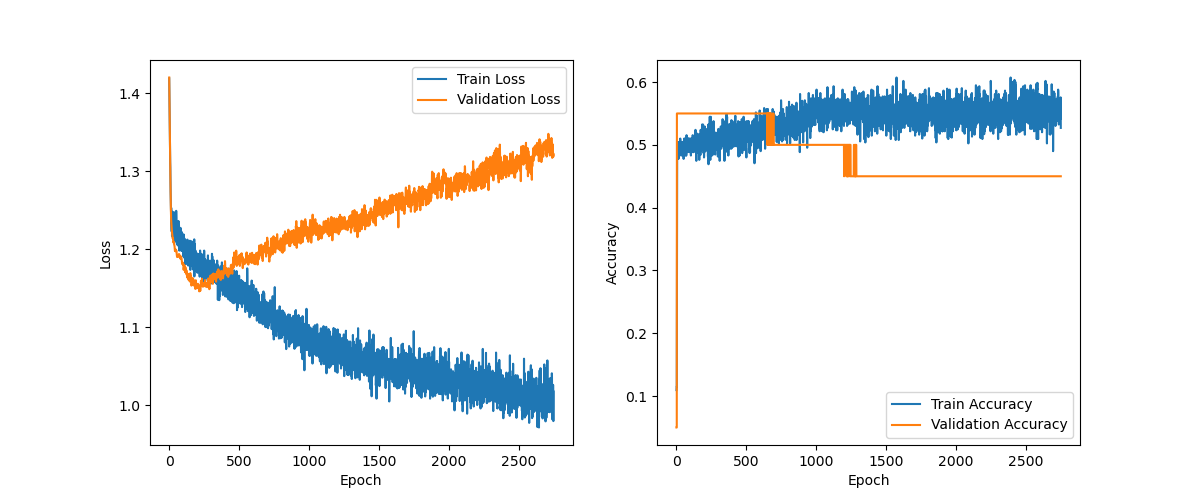 Train Loss
Validation Loss
1.4
1.3
1.2
1.1
1.0
Loss
0 500 1000 1500 2000 2500
Epoch
0.6
0.5
0.4
0.3
0.2
0.1
Accuracy
Train Accuracy
Validation Accuracy
0 500 1000 1500 2000 2500
Epoch